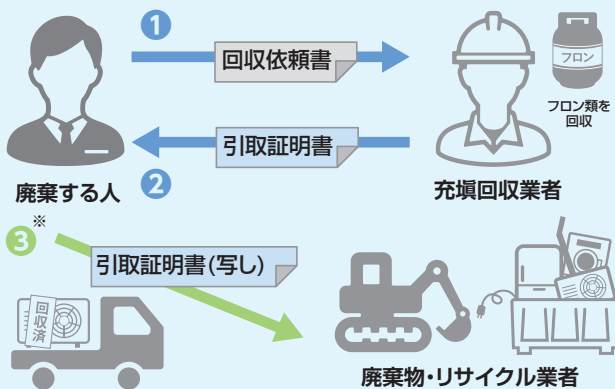 1
回収依頼書
フロン
フロン類を
回収
引取証明書
2
廃棄する人
充塡回収業者
※
3
引取証明書(写し)
回収済
廃棄物・リサイクル業者